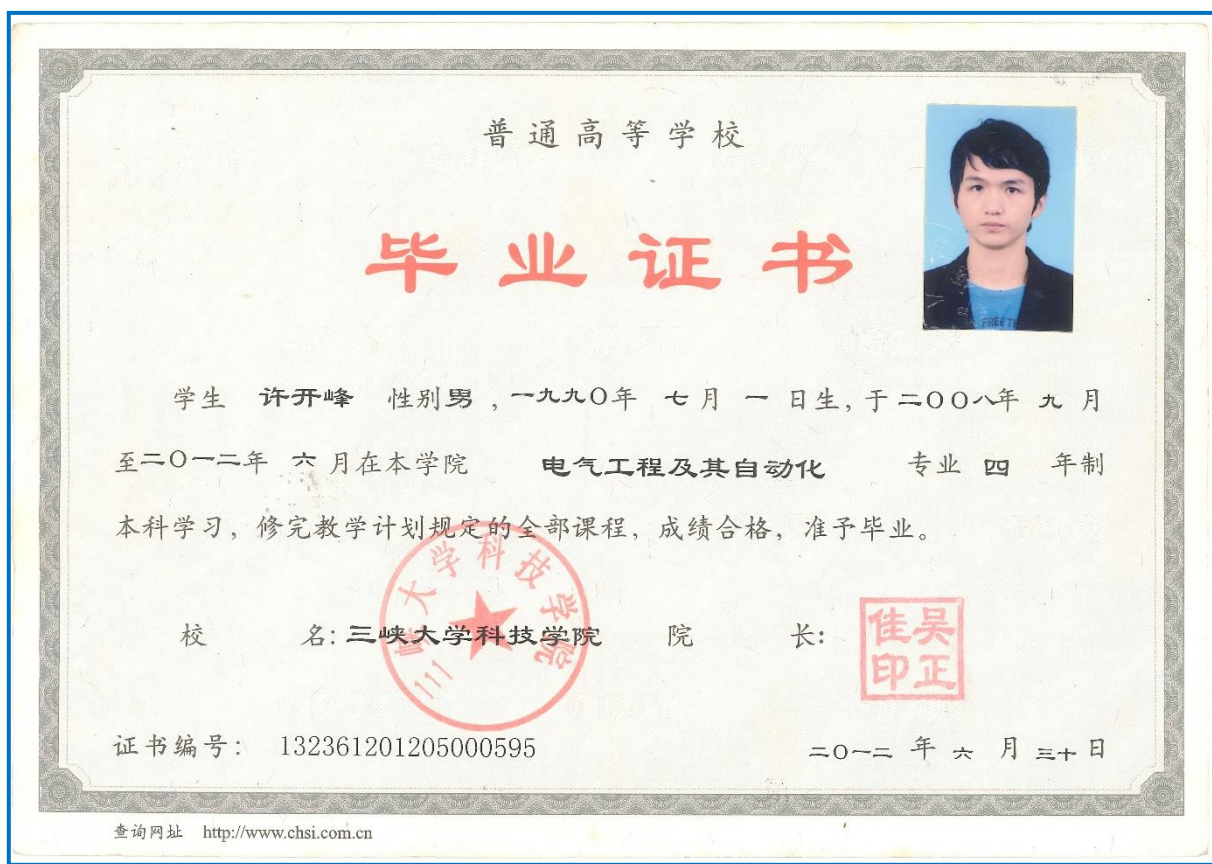 普通高等学校
毕业证书
FREET
学生 许开峰 性别男,一九九〇年 七月 一 日生,于二〇〇八年 九 月
至二〇一二年 六 月在本学院 电气工程及其自动化 专业 四 年制
本科学习,修完教学计划规定的全部课程,成绩合格,准予毕业。
峡大学科技学院
校 名:三峡大学科技学院 院 长:
吴正
佳印
证书编号: 132361201205000595 二〇一二 年 六 月 三十 日
查询网址 http://www.chsi.com.cn